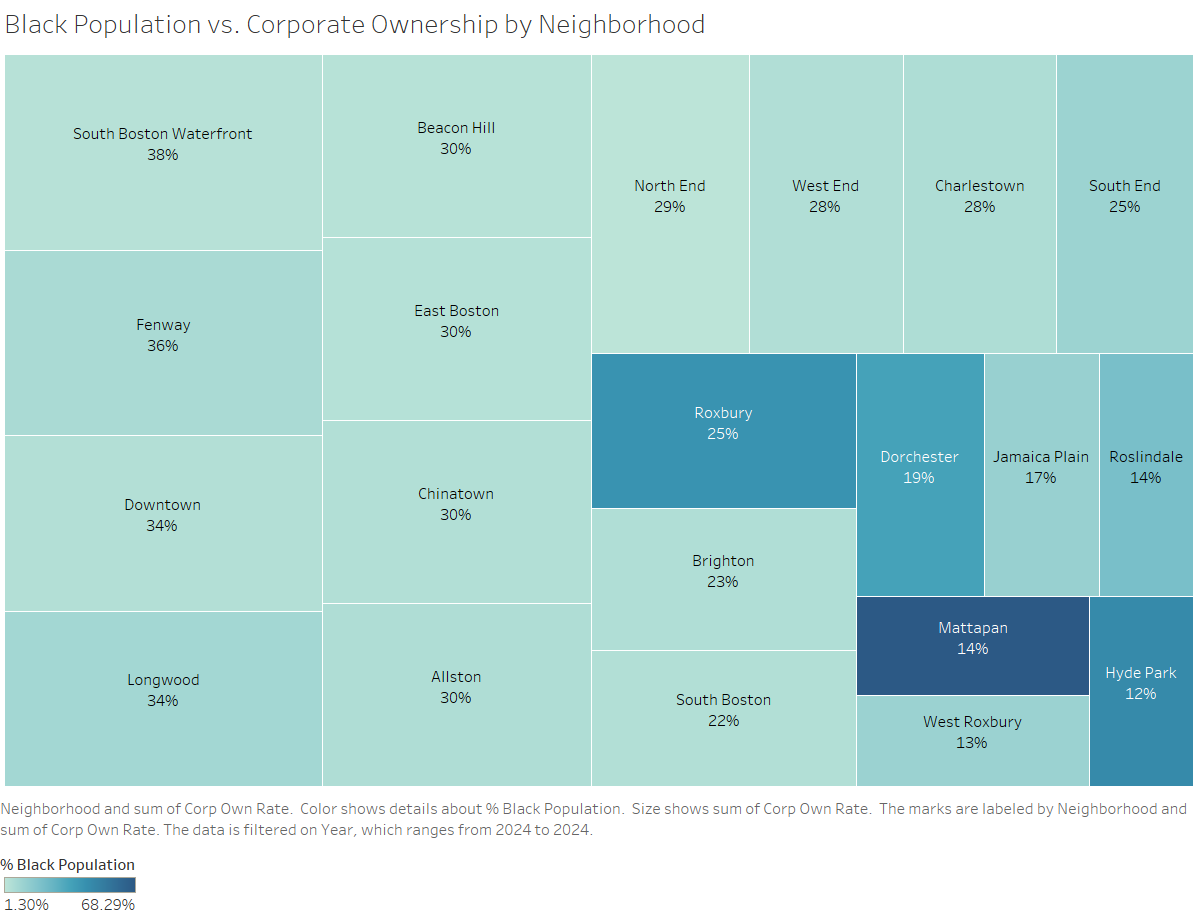 Black Population vs. Corporate Ownership by Neighborhood
South Boston Waterfront
38%
Fenway
36%
Downtown
34%
Longwood
34%
Beacon Hill
30%
East Boston
30%
Chinatown
30%
Allston
30%
North End
29%
West End
28%
Charlestown
28%
South End
25%
Roxbury
25%
Brighton
23%
South Boston
22%
Dorchester
19%
Jamaica Plain
17%
Roslindale
14%
Mattapan
14%
West Roxbury
13%
Hyde Park
12%
Neighborhood and sum of Corp Own Rate.  Color shows details about % Black Population.  Size shows sum of Corp Own Rate.  The marks are labeled by Neighborhood and
sum of Corp Own Rate. The data is filtered on Year, which ranges from 2024 to 2024.
% Black Population
1.30% 68.29%